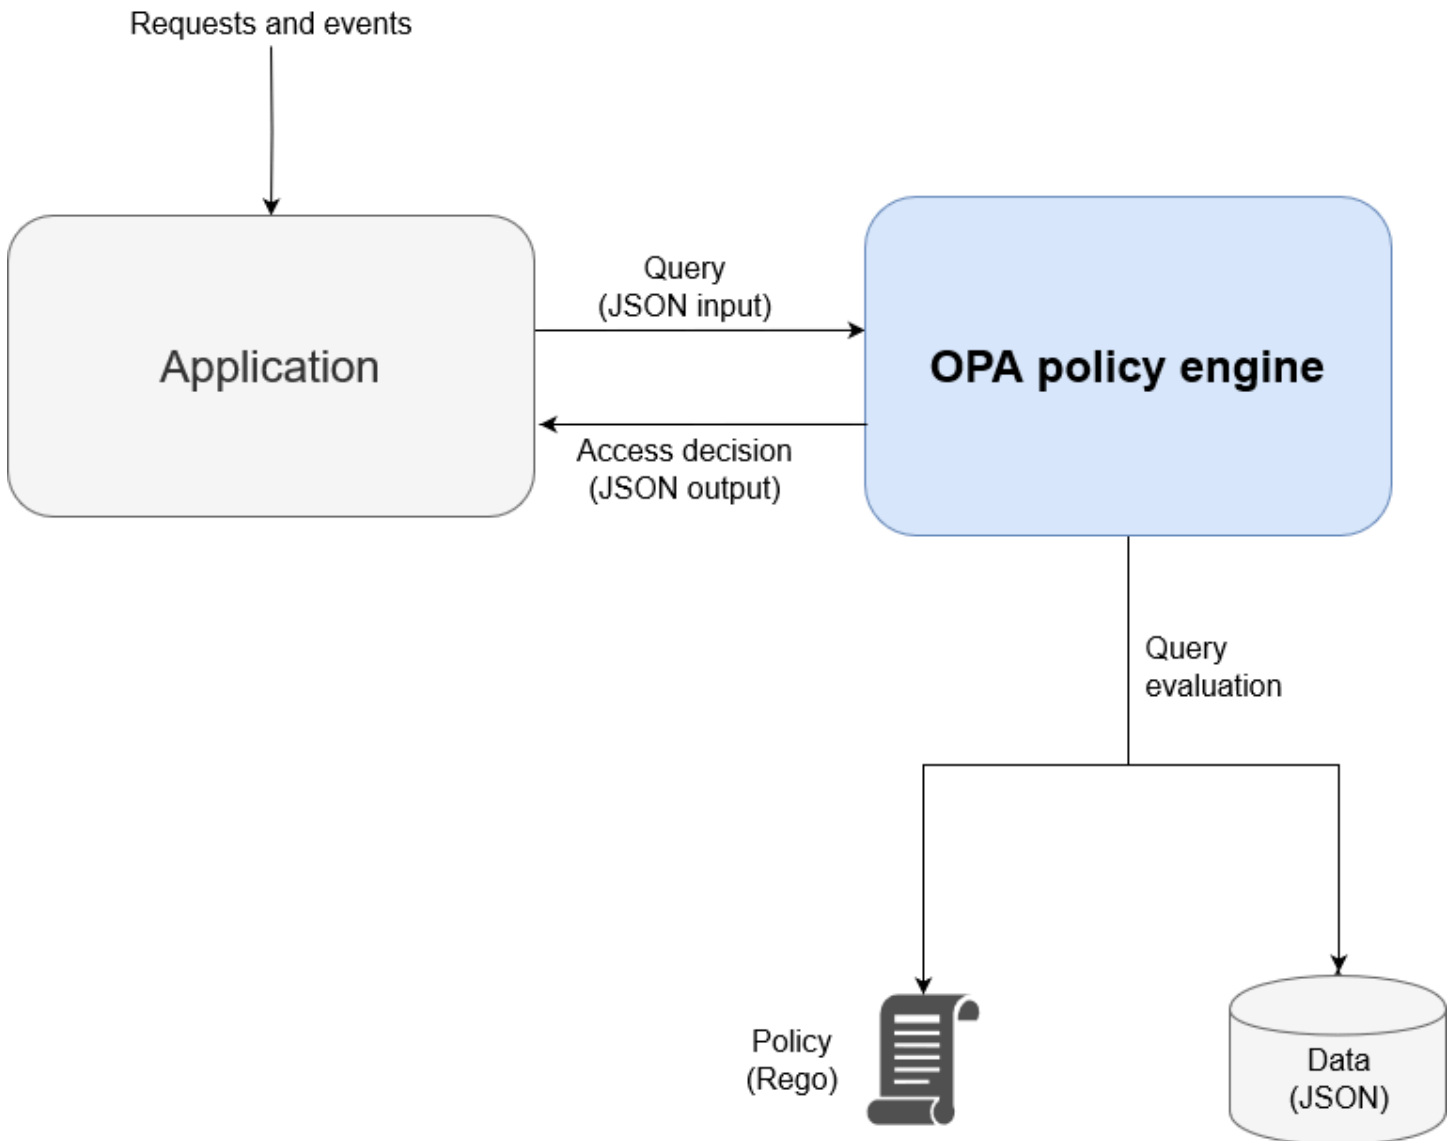 Requests and events
Application
Query
(JSON input)
Access decision
(JSON output)
OPA policy engine
Query
evaluation
Policy
(Rego)
Data
(JSON)